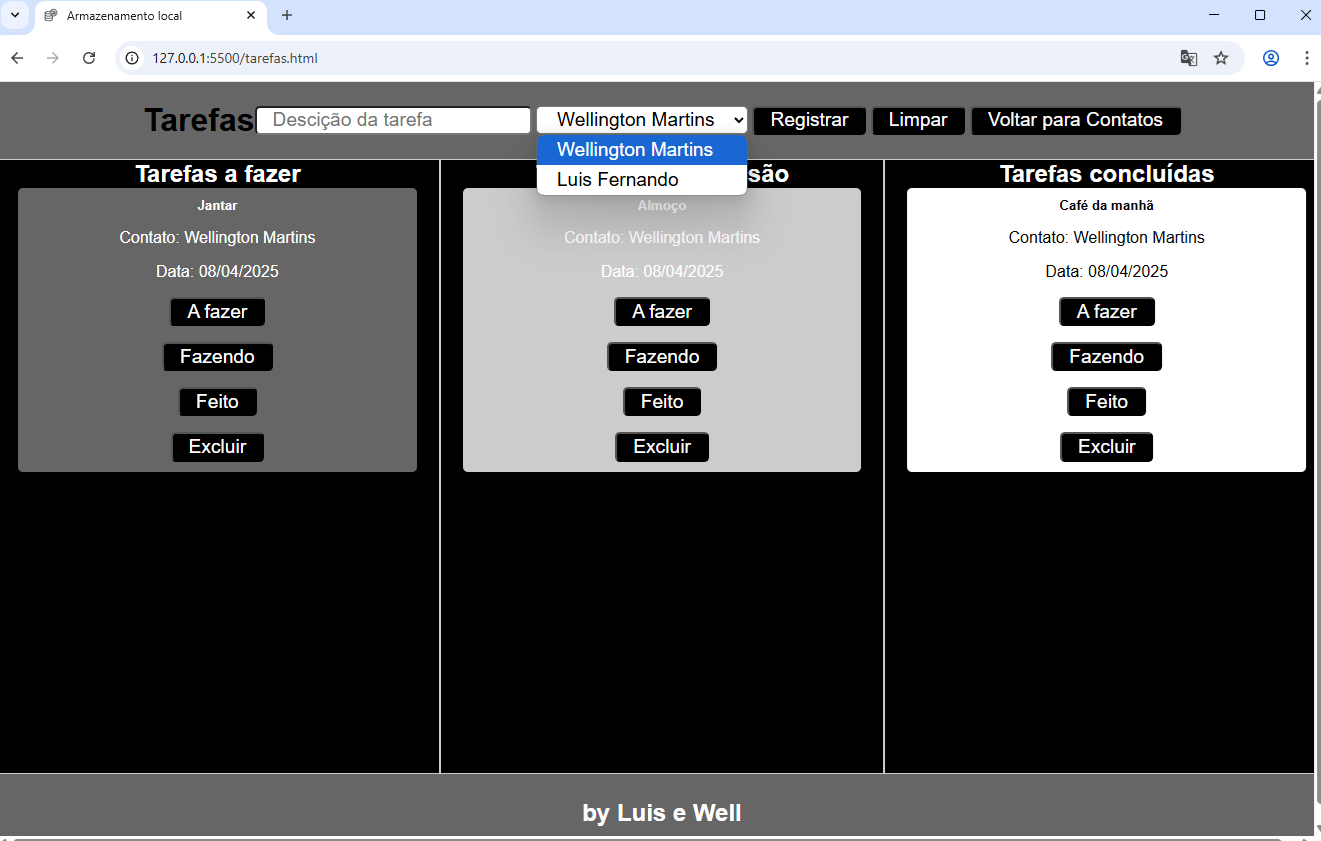 Armazenamento local
127.0.0.1:5500/tarefas.html
Tarefas Descição da tarefa Wellington Martins Registrar Limpar Voltar para Contatos
Wellington Martins
Luis Fernando
Tarefas a fazer
Jantar
Contato: Wellington Martins
Data: 08/04/2025
A fazer
Fazendo
Feito
Excluir
são
Almoço
Contato: Wellington Martins
Data: 08/04/2025
A fazer
Fazendo
Feito
Excluir
Tarefas concluídas
Café da manhã
Contato: Wellington Martins
Data: 08/04/2025
A fazer
Fazendo
Feito
Excluir
by Luis e Well